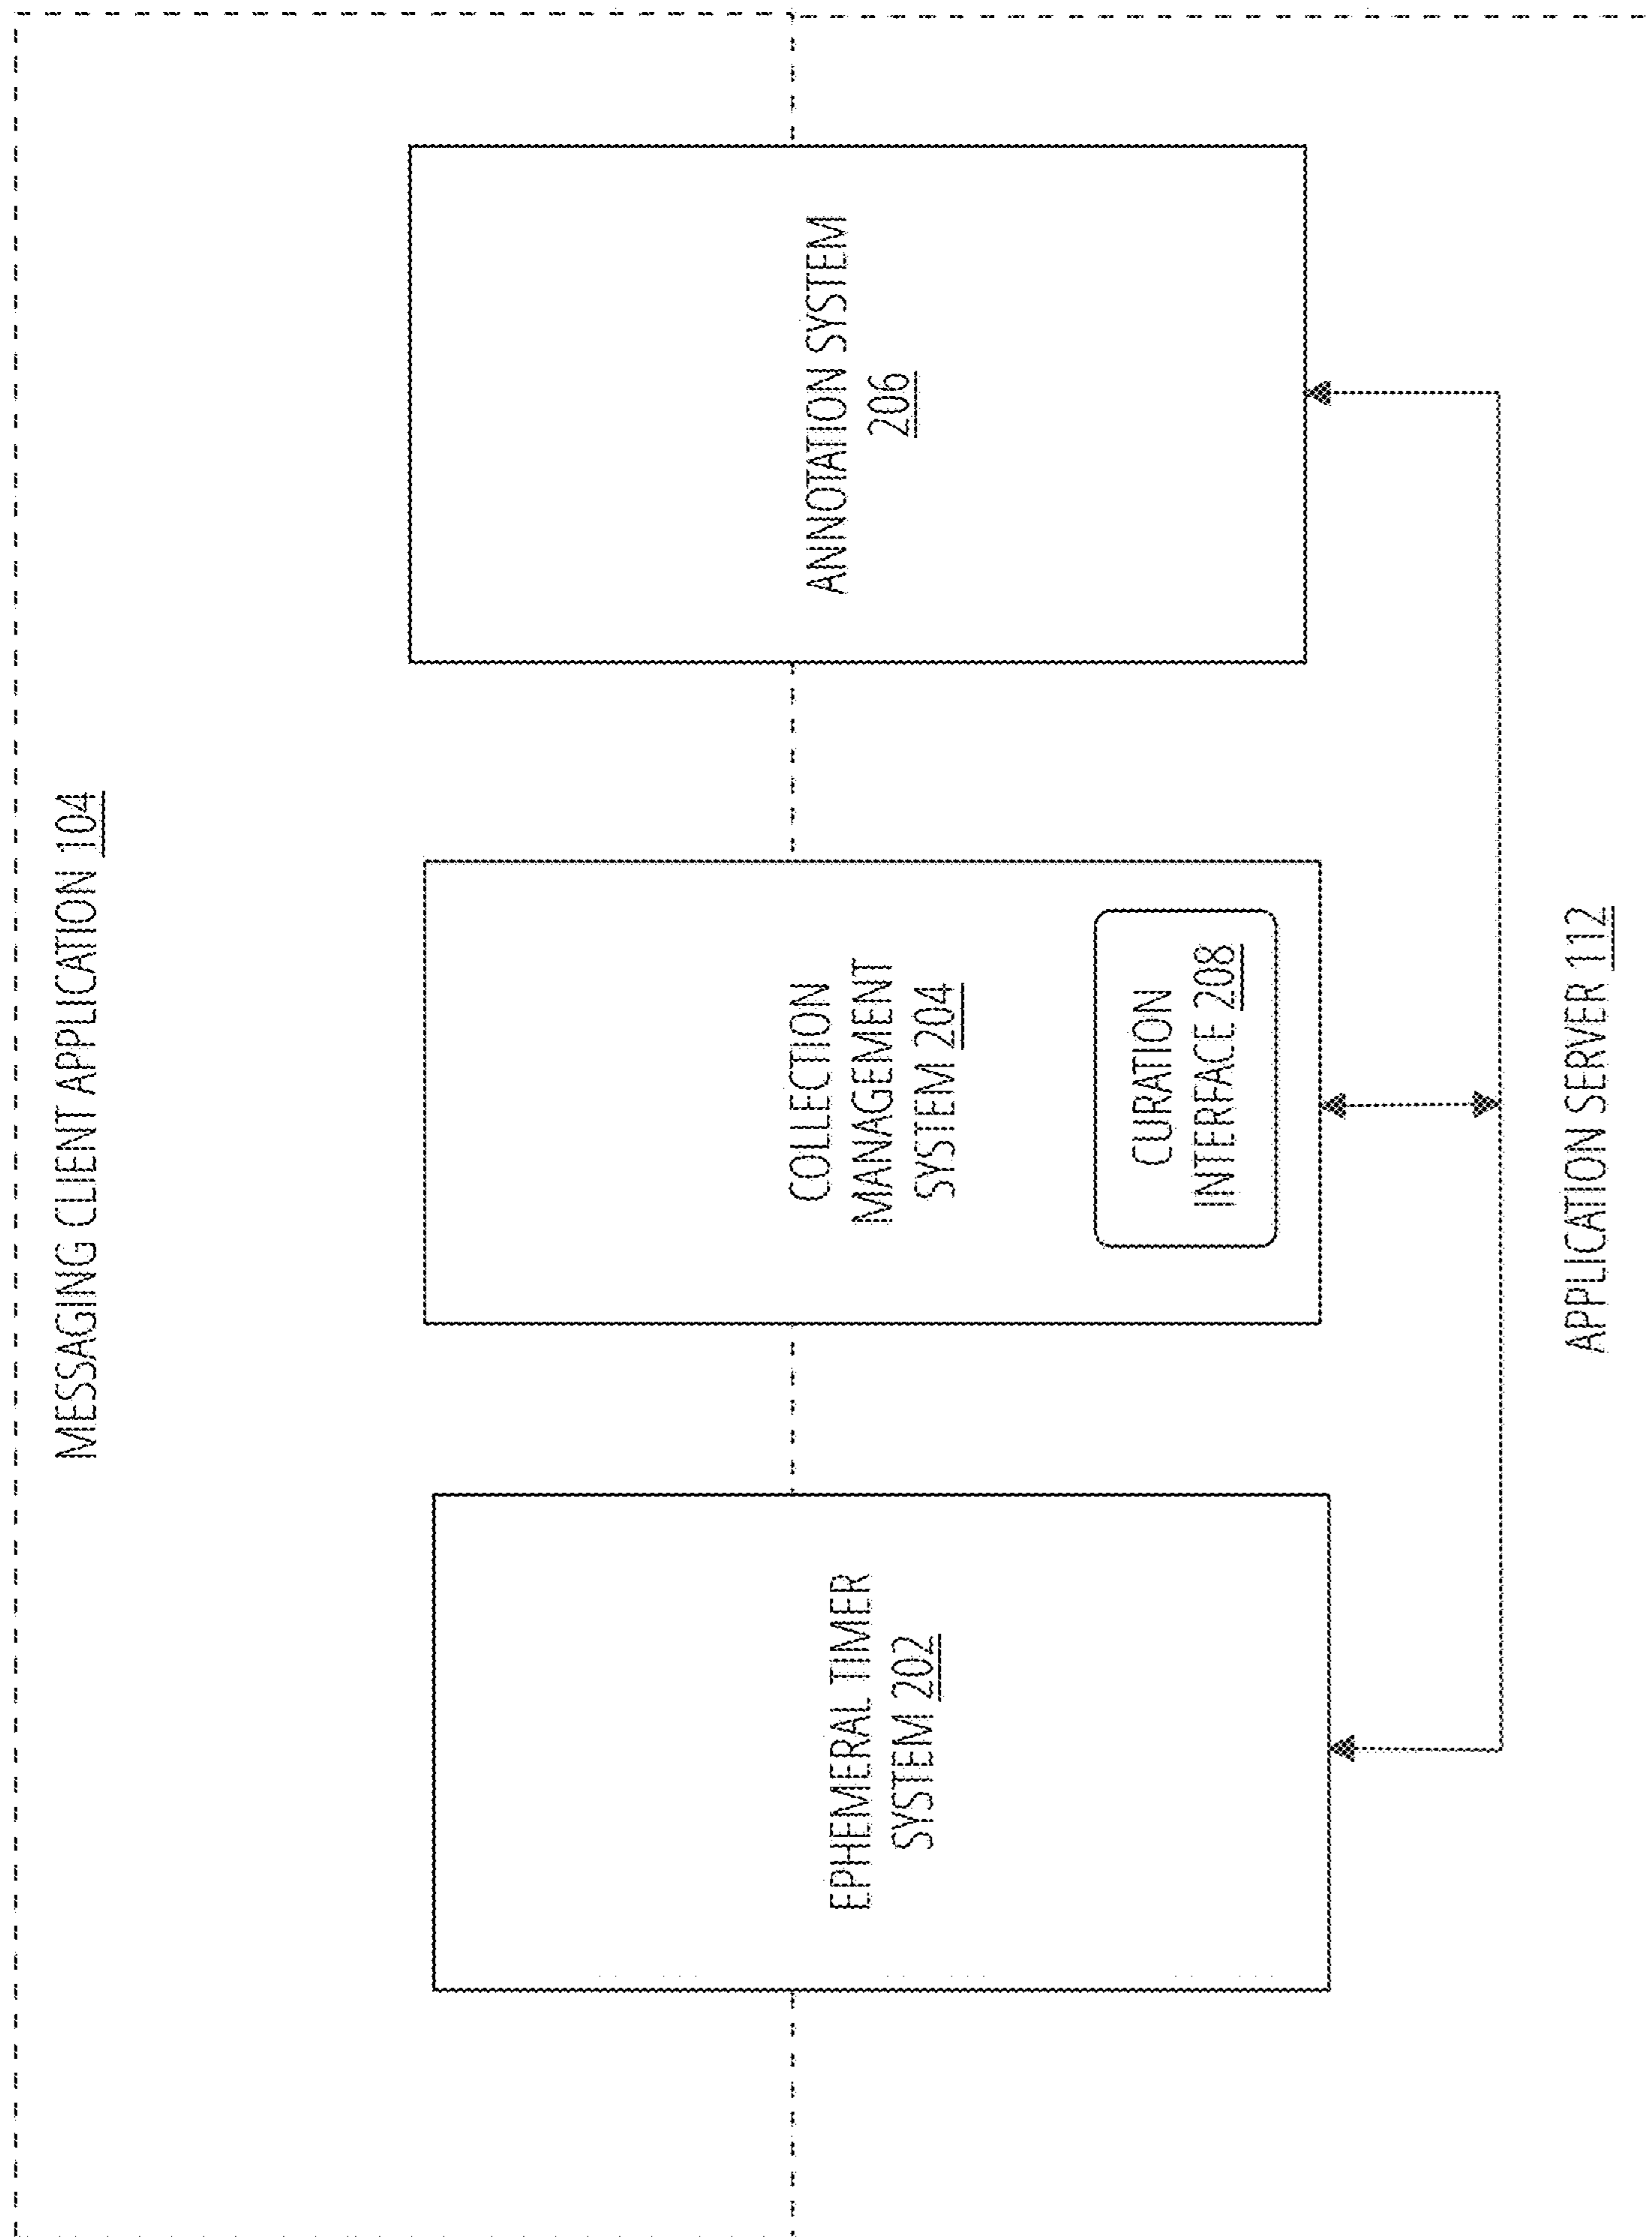 MESSAGING CLIENT APPLICATION 104
EPHEMERAL TIMER
SYSTEM 202
COLLECTION
MANAGEMENT
SYSTEM 204
CURATION
INTERFACE 208
ANNOTATION SYSTEM
206
APPLICATION SERVER 112